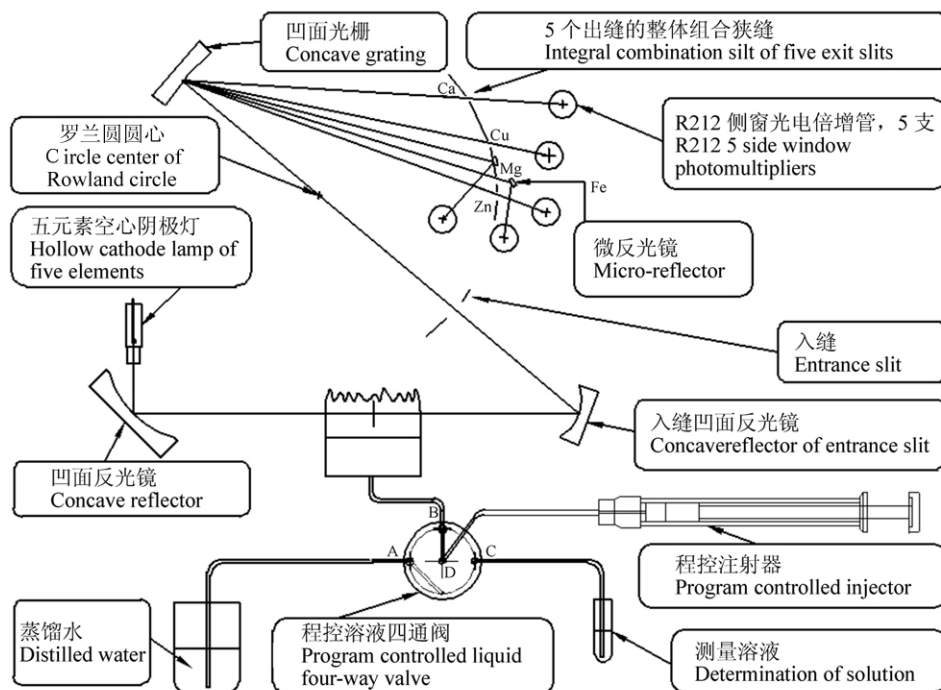 凹面光栅
Concave grating
5 个出缝的整体组合狭缝
Integral combination silt of five exit slits
Ca
R212 侧窗光电倍增管，5 支
R212 5 side window
photomultipliers
罗兰圆圆心
C ircle center of
Rowland circle
Cu
Mg
Fe
Zn
五元素空心阴极灯
Hollow cathode lamp of
five elements
微反光镜
Micro-reflector
入缝
Entrance slit
入缝凹面反光镜
Concavereflector of entrance slit
凹面反光镜
Concave reflector
B
A
C
D
程控注射器
Program controlled injector
蒸馏水
Distilled water
程控溶液四通阀
Program controlled liquid
four-way valve
测量溶液
Determination of solution